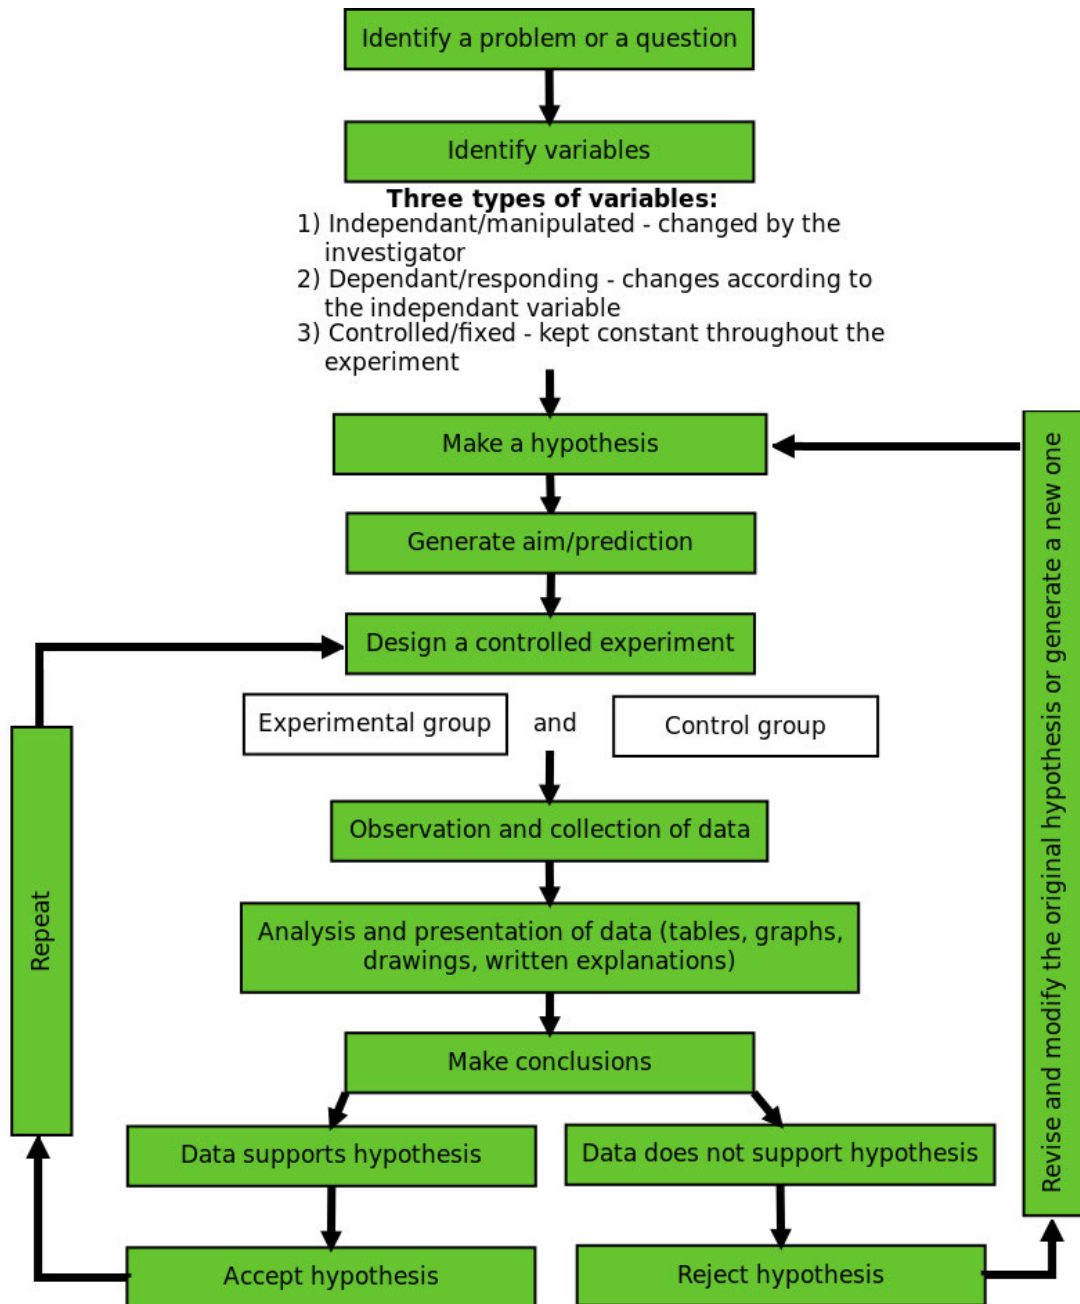 Identify a problem or a question
Identify variables
Three types of variables:
1) Independant/manipulated - changed by the
investigator
2) Dependant/responding - changes according to
the independant variable
3) Controlled/fixed - kept constant throughout the
experiment
Make a hypothesis
Generate aim/prediction
Design a controlled experiment
Experimental group and Control group
Observation and collection of data
Analysis and presentation of data (tables, graphs,
drawings, written explanations)
Make conclusions
Data supports hypothesis
Data does not support hypothesis
Accept hypothesis
Reject hypothesis
Repeat
Revise and modify the original hypothesis or generate a new one